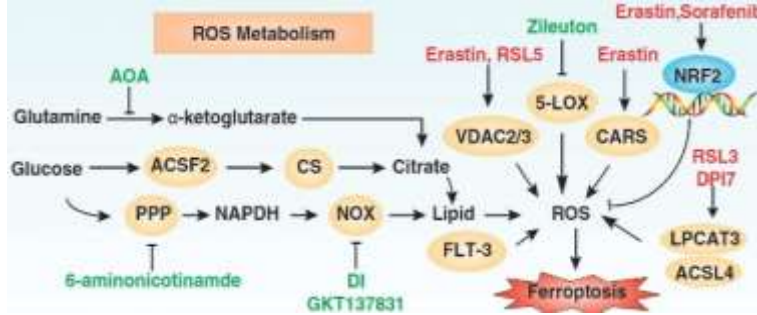 Erastin,Sorafenib
ROS Metabolism
Zileuton
Erastin, RSL5
Erastin
NRF2
AOA
5-LOX
Glutamine
α-ketoglutarate
VDAC2/3
CARS
RSL3
DPI7
Glucose
ACSF2
CS
Citrate
PPP
NAPDH
NOX
Lipid
ROS
LPCAT3
FLT-3
ACSL4
6-aminonicotinamde
DI
GKT137831
Ferroptosis